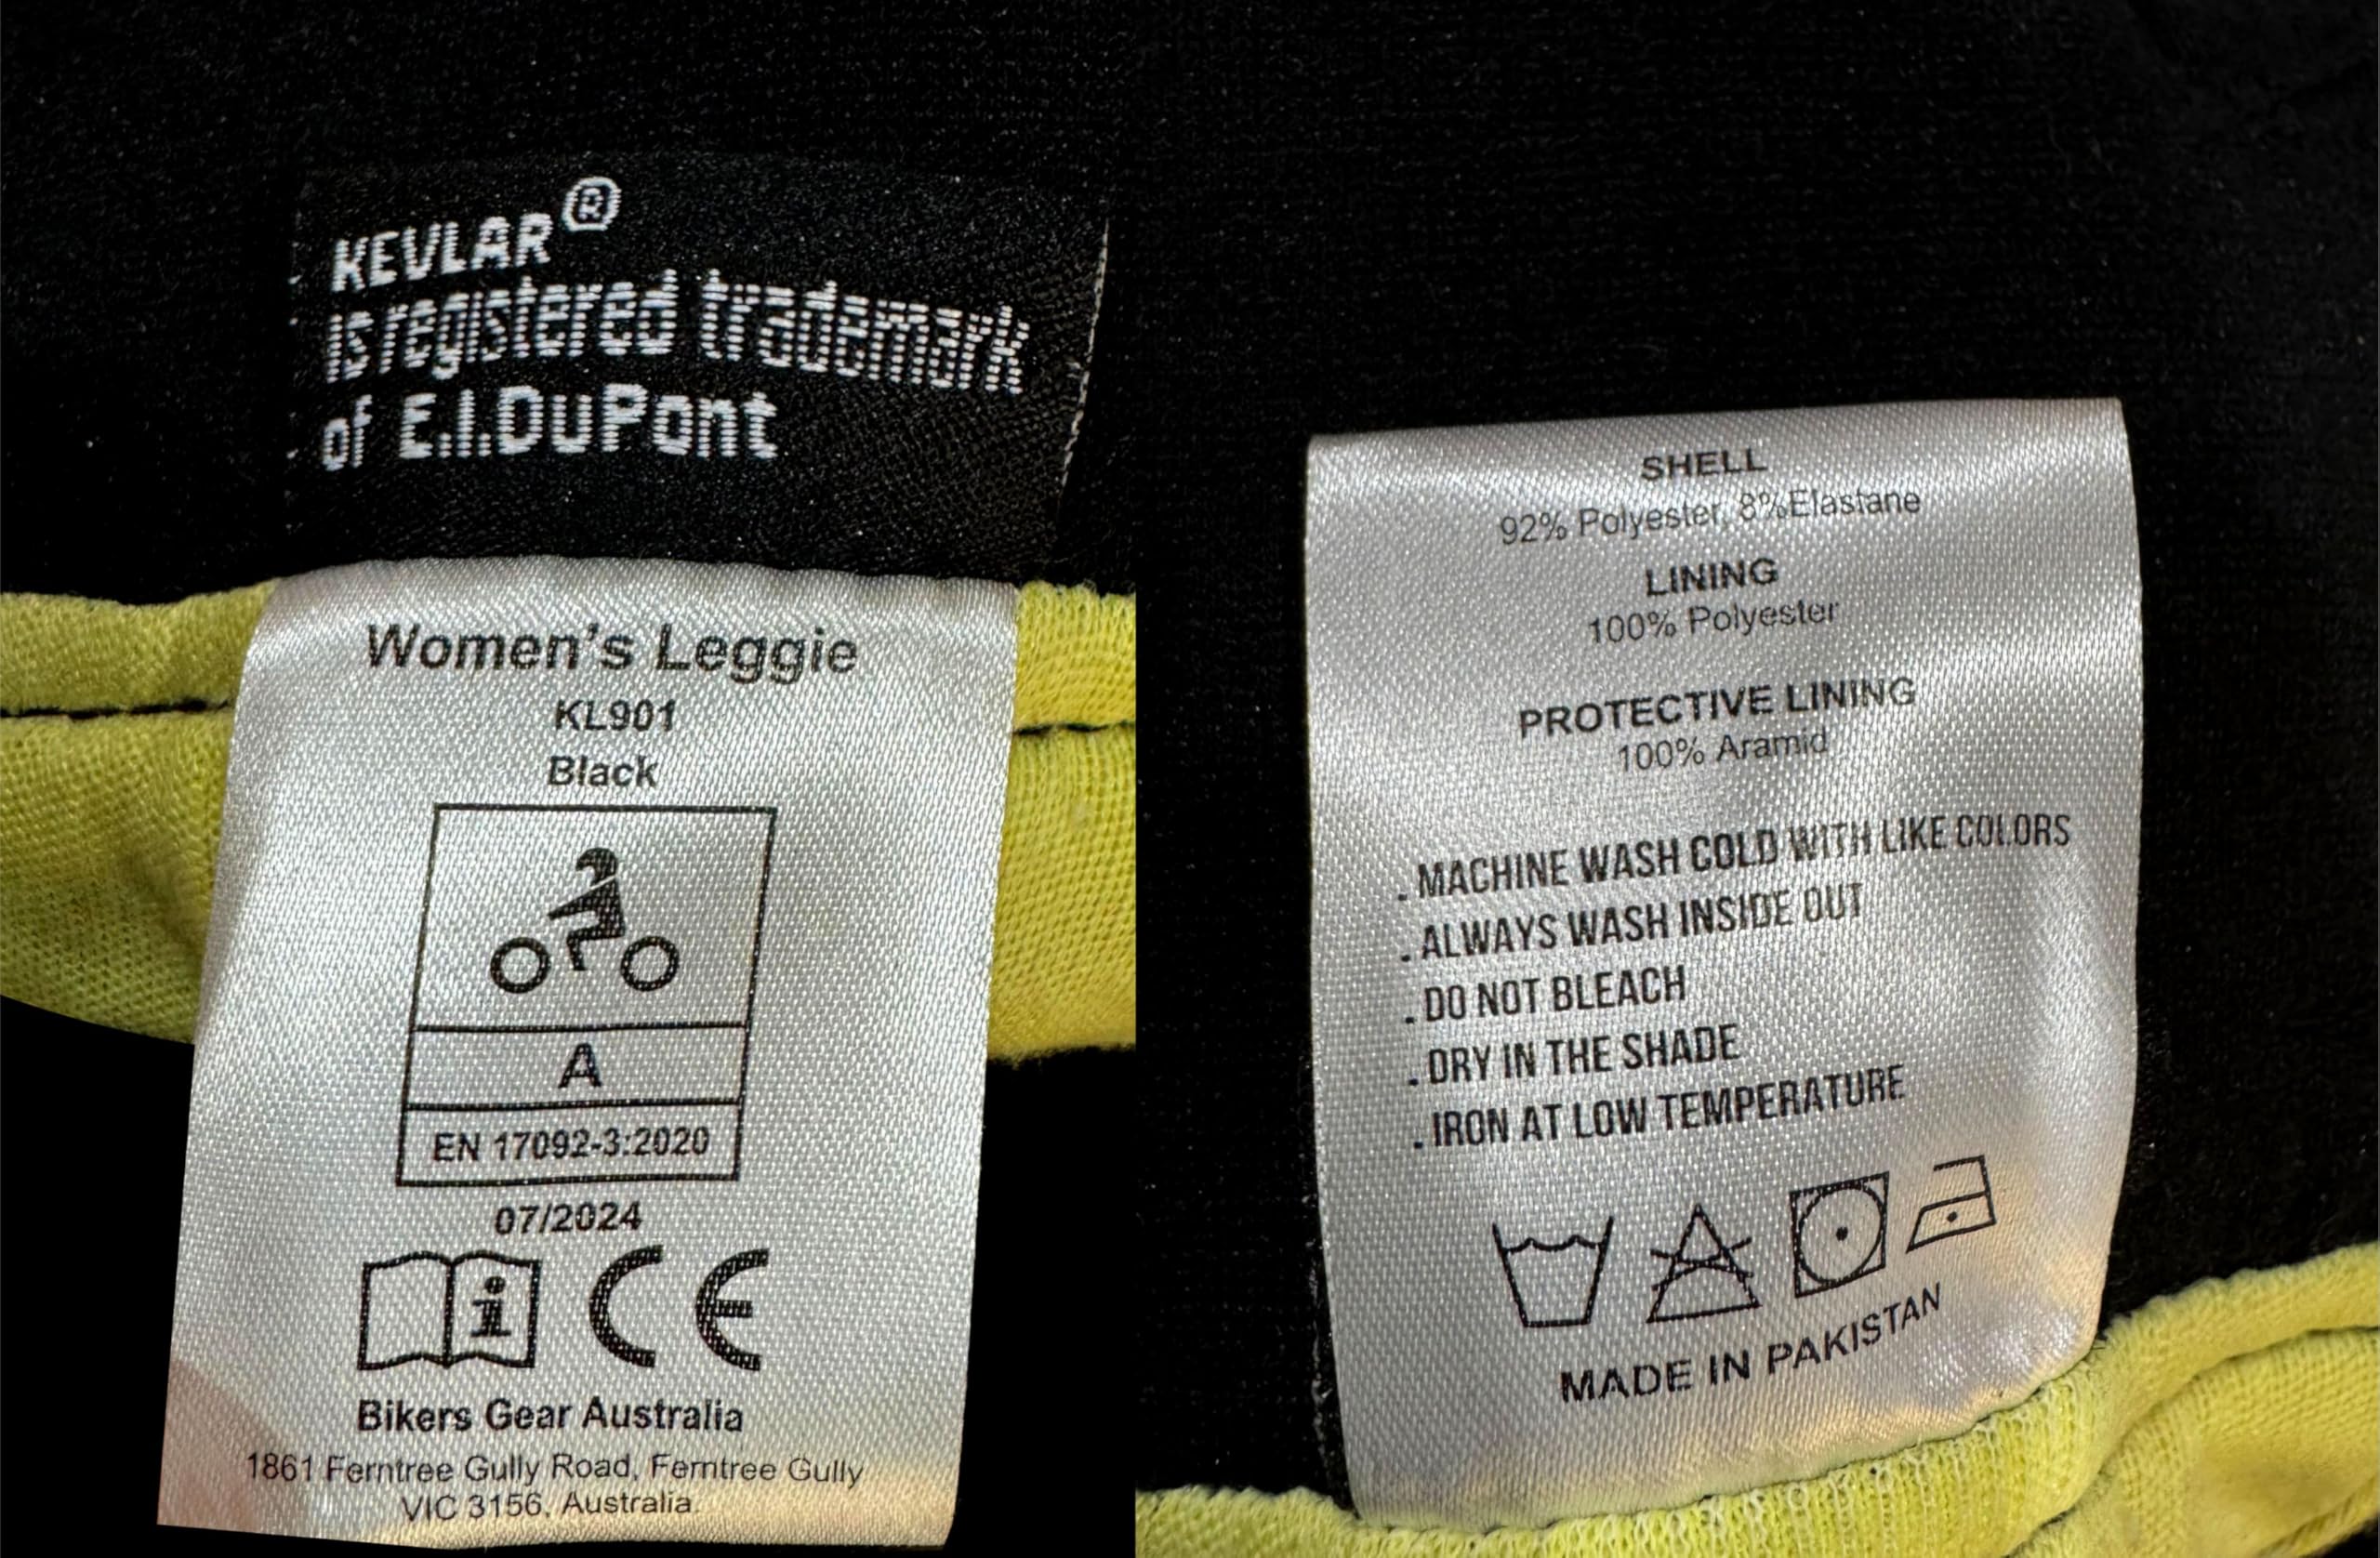 KEVLAR®
is registered trademark
of E.I.DuPont
Women's Leggie
KL901
Black
A
EN 17092-3:2020
07/2024
i
CE
Bikers Gear Australia
1861 Ferntree Gully Road, Ferntree Gully
VIC 3156, Australia.
SHELL
92% Polyester, 8%Elastane
LINING
100% Polyester
PROTECTIVE LINING
100% Aramid
. MACHINE WASH COLD WITH LIKE COLORS
. ALWAYS WASH INSIDE OUT
. DO NOT BLEACH
. DRY IN THE SHADE
. IRON AT LOW TEMPERATURE
MADE IN PAKISTAN